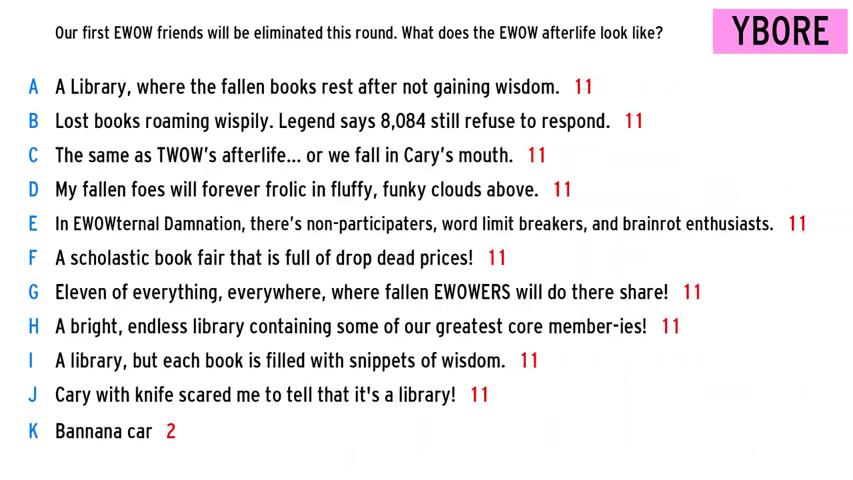 Our first EWOW friends will be eliminated this round. What does the EWOW afterlife look like?
YBORE
A A Library, where the fallen books rest after not gaining wisdom. 11
B Lost books roaming wispily. Legend says 8,084 still refuse to respond. 11
C The same as TWOW's afterlife... or we fall in Cary's mouth. 11
D My fallen foes will forever frolic in fluffy, funky clouds above. 11
E In EWOWternal Damnation, there's non-participaters, word limit breakers, and brainrot enthusiasts. 11
F A scholastic book fair that is full of drop dead prices! 11
G Eleven of everything, everywhere, where fallen EWOWERS will do there share! 11
H A bright, endless library containing some of our greatest core member-ies! 11
I A library, but each book is filled with snippets of wisdom. 11
J Cary with knife scared me to tell that it's a library! 11
K Bannana car 2